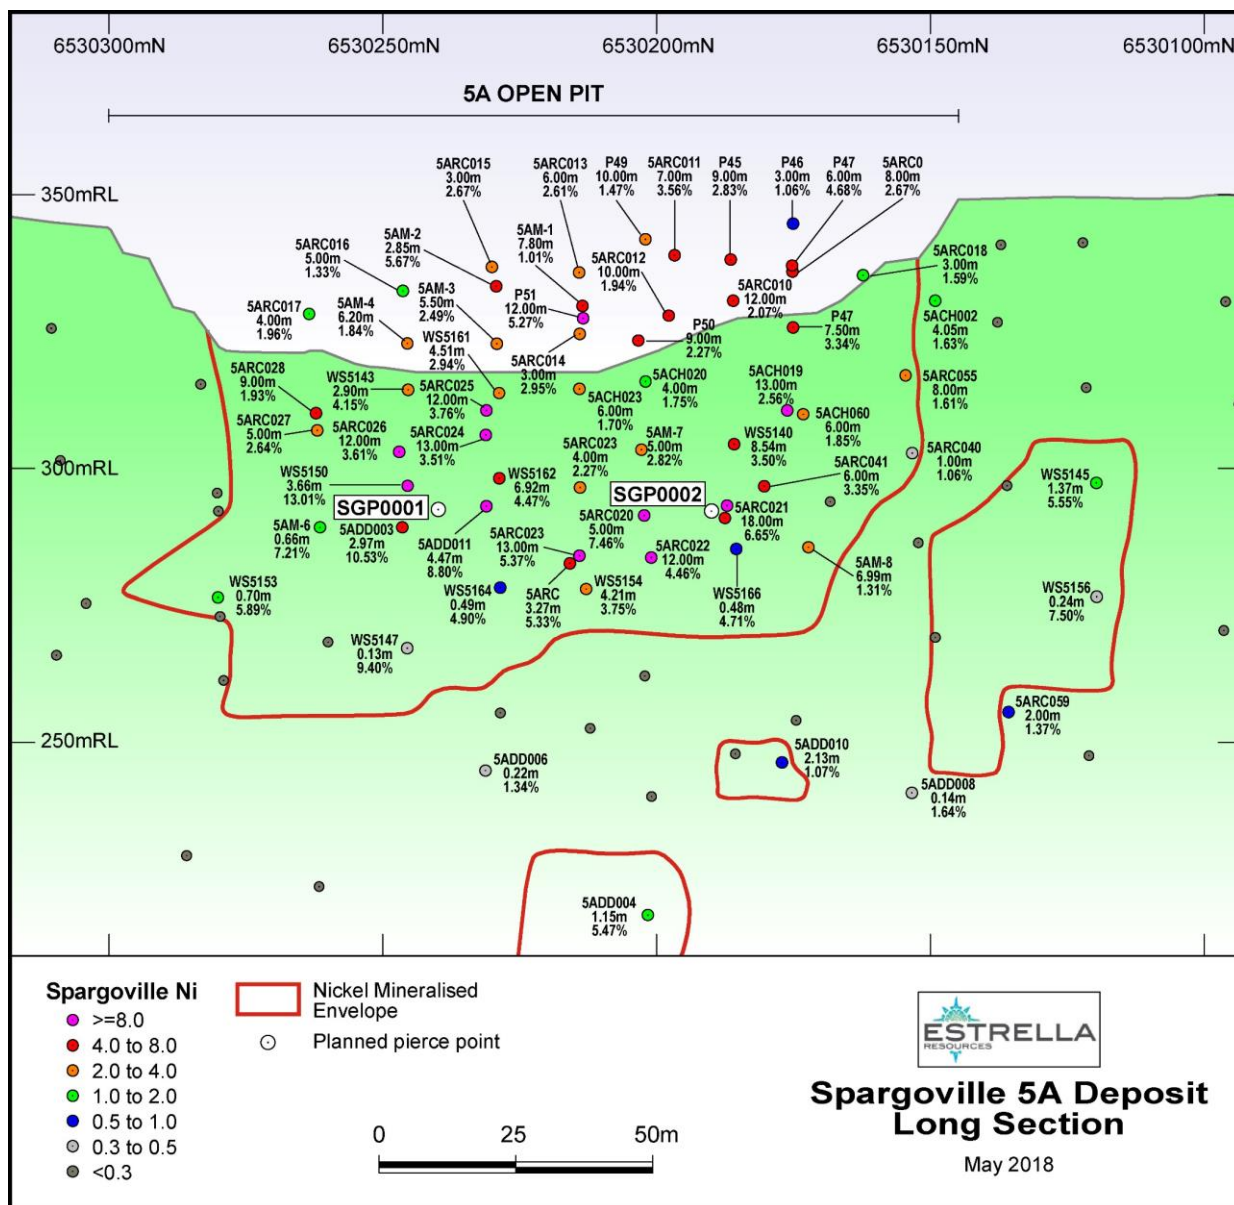 6530300mN
6530250mN
6530200mN
6530150mN
6530100mN
5A OPEN PIT
350mRL
300mRL
250mRL
5ARC015
3.00m
2.67%
5ARC013
6.00m
2.61%
P49
10.00m
1.47%
5ARC011
7.00m
3.56%
P45
9.00m
2.83%
P46
3.00m
1.06%
P47
6.00m
4.68%
5ARC0
8.00m
2.67%
5ARC016
5.00m
1.33%
5AM-2
2.85m
5.67%
5AM-1
7.80m
1.01%
5ARC012
10.00m
1.94%
5ARC018
3.00m
1.59%
5ARC017
4.00m
1.96%
5AM-4
6.20m
1.84%
5AM-3
5.50m
2.49%
P51
12.00m
5.27%
5ARC010
12.00m
2.07%
5ACH002
4.05m
1.63%
WS5161
4.51m
2.94%
5ARC014
3.00m
2.95%
P50
9.00m
2.27%
P47
7.50m
3.34%
5ARC028
9.00m
1.93%
WS5143
2.90m
4.15%
5ARC025
12.00m
3.76%
5ACH023
6.00m
1.70%
5ACH020
4.00m
1.75%
5ACH019
13.00m
2.56%
5ARC055
8.00m
1.61%
5ARC027
5.00m
2.64%
5ARC026
12.00m
3.61%
5ARC024
13.00m
3.51%
5ARC023
4.00m
2.27%
5AM-7
5.00m
2.82%
WS5140
8.54m
3.50%
5ACH060
6.00m
1.85%
5ARC040
1.00m
1.06%
WS5150
3.66m
13.01%
WS5162
6.92m
4.47%
5ARC041
6.00m
3.35%
WS5145
1.37m
5.55%
SGP0001
SGP0002
5AM-6
0.66m
7.21%
5ADD003
2.97m
10.53%
5ADD011
4.47m
8.80%
5ARC023
13.00m
5.37%
5ARC020
5.00m
7.46%
5ARC021
18.00m
6.65%
5ARC022
12.00m
4.46%
5AM-8
6.99m
1.31%
WS5153
0.70m
5.89%
WS5164
0.49m
4.90%
5ARC
3.27m
5.33%
WS5154
4.21m
3.75%
WS5166
0.48m
4.71%
WS5156
0.24m
7.50%
WS5147
0.13m
9.40%
5ARC059
2.00m
1.37%
5ADD006
0.22m
1.34%
5ADD010
2.13m
1.07%
5ADD008
0.14m
1.64%
5ADD004
1.15m
5.47%
Spargoville Ni
>=8.0
4.0 to 8.0
2.0 to 4.0
1.0 to 2.0
0.5 to 1.0
0.3 to 0.5
<0.3
Nickel Mineralised
Envelope
Planned pierce point
0 25 50m
ESTRELLA
RESOURCES
Spargoville 5A Deposit
Long Section
May 2018